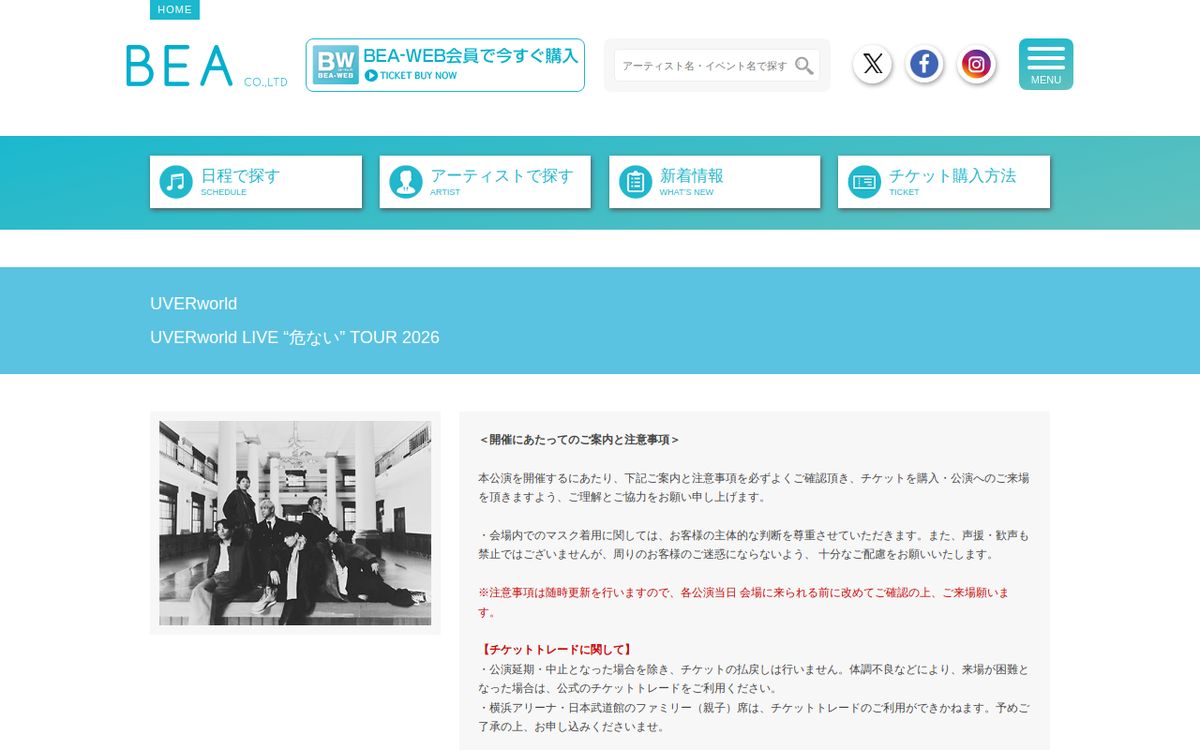 HOME
BEA CO.,LTD
BW BEA-WEB
BEA-WEB会員で今すぐ購入
TICKET BUY NOW
アーティスト名・イベント名で探す
MENU
日程で探す
SCHEDULE
アーティストで探す
ARTIST
新着情報
WHAT'S NEW
チケット購入方法
TICKET
UVERworld
UVERworld LIVE “危ない” TOUR 2026
＜開催にあたってのご案内と注意事項＞
本公演を開催するにあたり、下記ご案内と注意事項を必ずよくご確認頂き、チケットを購入・公演へのご来場
を頂きますよう、ご理解とご協力をお願い申し上げます。
・会場内でのマスク着用に関しては、お客様の主体的な判断を尊重させていただきます。また、声援・歓声も
禁止ではございませんが、周りのお客様のご迷惑にならないよう、 十分なご配慮をお願いいたします。
※注意事項は随時更新を行いますので、各公演当日 会場に来られる前に改めてご確認の上、ご来場願いま
す。
【チケットトレードに関して】
・公演延期・中止となった場合を除き、チケットの払戻しは行いません。体調不良などにより、来場が困難と
なった場合は、公式のチケットトレードをご利用ください。
・横浜アリーナ・日本武道館のファミリー（親子）席は、チケットトレードのご利用ができかねます。予めご
了承の上、お申し込みくださいませ。